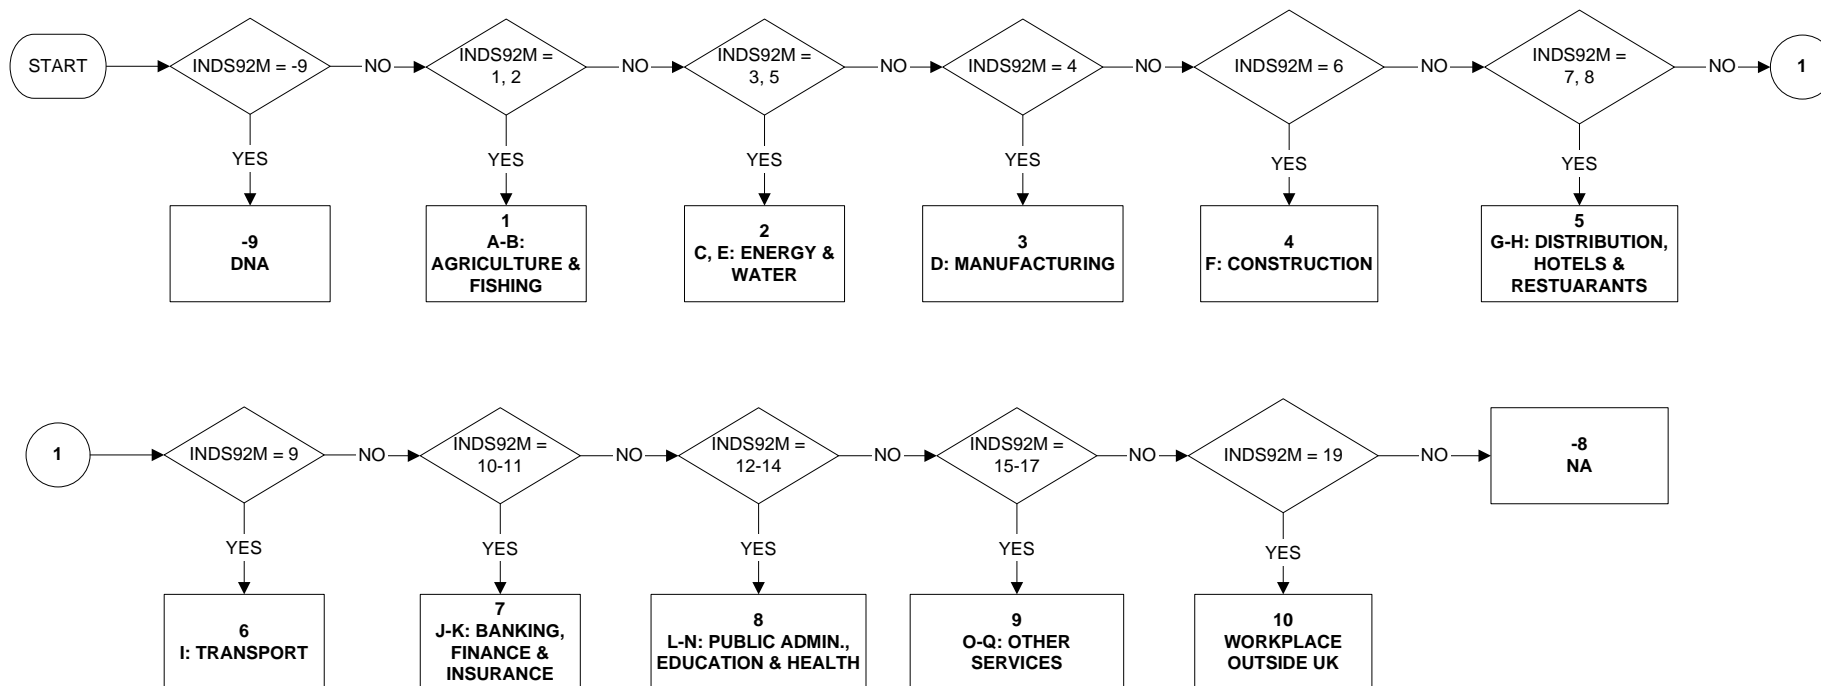 START
INDS92M = -9
NO
INDS92M =
1, 2
NO
INDS92M =
3, 5
NO
INDS92M = 4
NO
INDS92M = 6
NO
INDS92M =
7, 8
NO
1
YES
YES
YES
YES
YES
YES
-9
DNA
1
A-B:
AGRICULTURE &
FISHING
2
C, E: ENERGY &
WATER
3
D: MANUFACTURING
4
F: CONSTRUCTION
5
G-H: DISTRIBUTION,
HOTELS &
RESTUARANTS
1
INDS92M = 9
NO
INDS92M =
10-11
NO
INDS92M =
12-14
NO
INDS92M =
15-17
NO
INDS92M = 19
NO
-8
NA
YES
YES
YES
YES
YES
6
I: TRANSPORT
7
J-K: BANKING,
FINANCE &
INSURANCE
8
L-N: PUBLIC ADMIN.,
EDUCATION & HEALTH
9
O-Q: OTHER
SERVICES
10
WORKPLACE
OUTSIDE UK